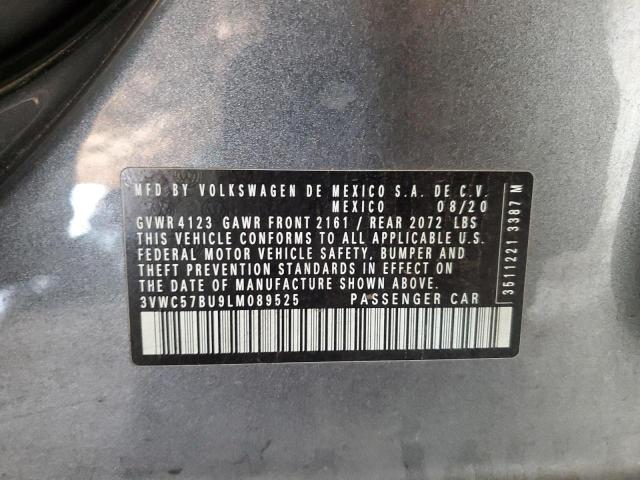 MFD BY VOLKSWAGEN DE MEXICO S.A. DE C.V.
MEXICO 08/20
GVWR 4123 GAWR FRONT 2161 / REAR 2072 LBS
THIS VEHICLE CONFORMS TO ALL APPLICABLE U.S.
FEDERAL MOTOR VEHICLE SAFETY, BUMPER AND
THEFT PREVENTION STANDARDS IN EFFECT ON
THE DATE OF MANUFACTURE SHOWN ABOVE
3VWC57BU9LM089525 PASSENGER CAR
3511221 3387 M